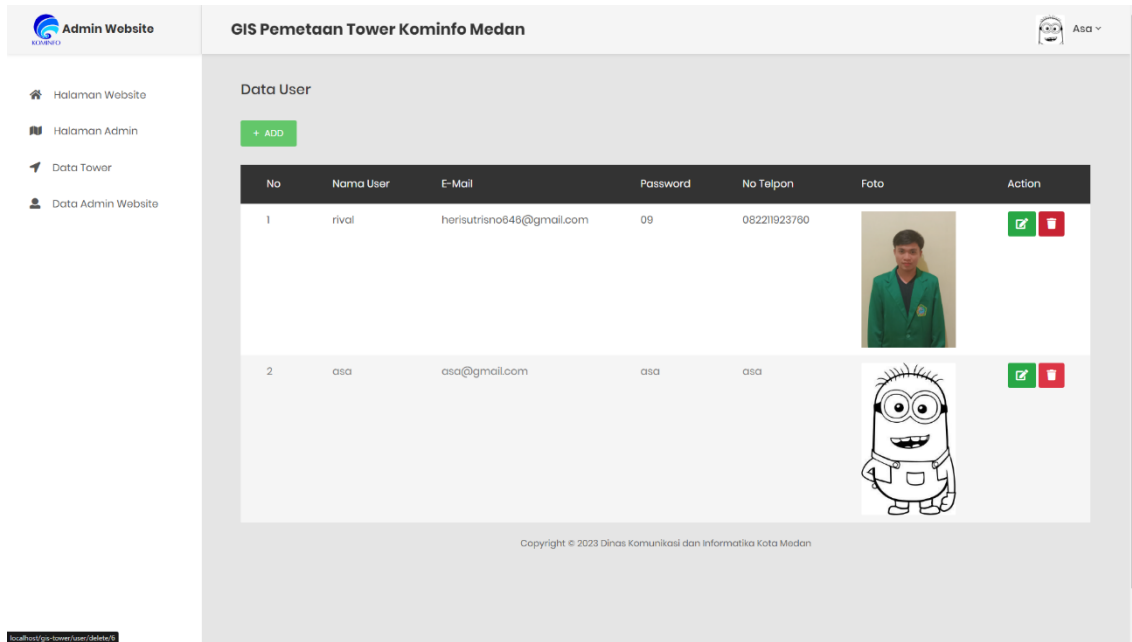 KOMINFO
Admin Website
GIS Pemetaan Tower Kominfo Medan
Asa
Halaman Website
Halaman Admin
Data Tower
Data Admin Website
Data User
+ ADD
No Nama User E-Mail Password No Telpon Foto Action
1 rival herisutrisno646@gmail.com 09 082211923760
2 asa asa@gmail.com asa asa
Copyright © 2023 Dinas Komunikasi dan Informatika Kota Medan
localhost/gis-tower/user/delete/6